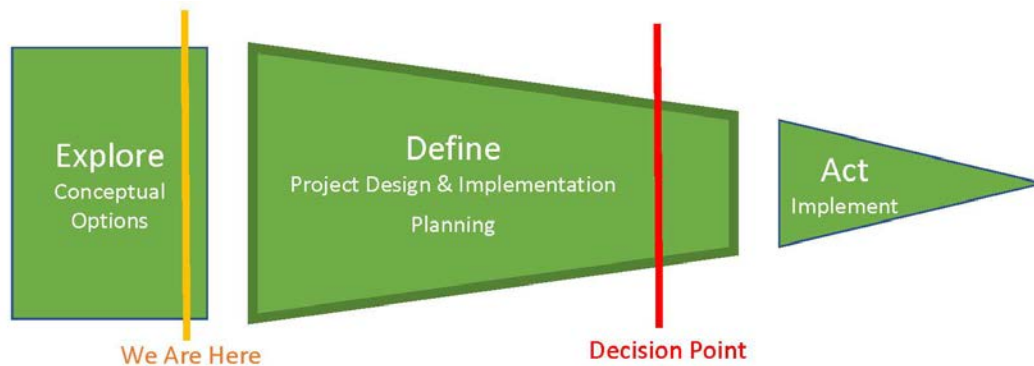 Explore
Conceptual
Options
Define
Project Design & Implementation
Planning
Act
Implement
We Are Here
Decision Point